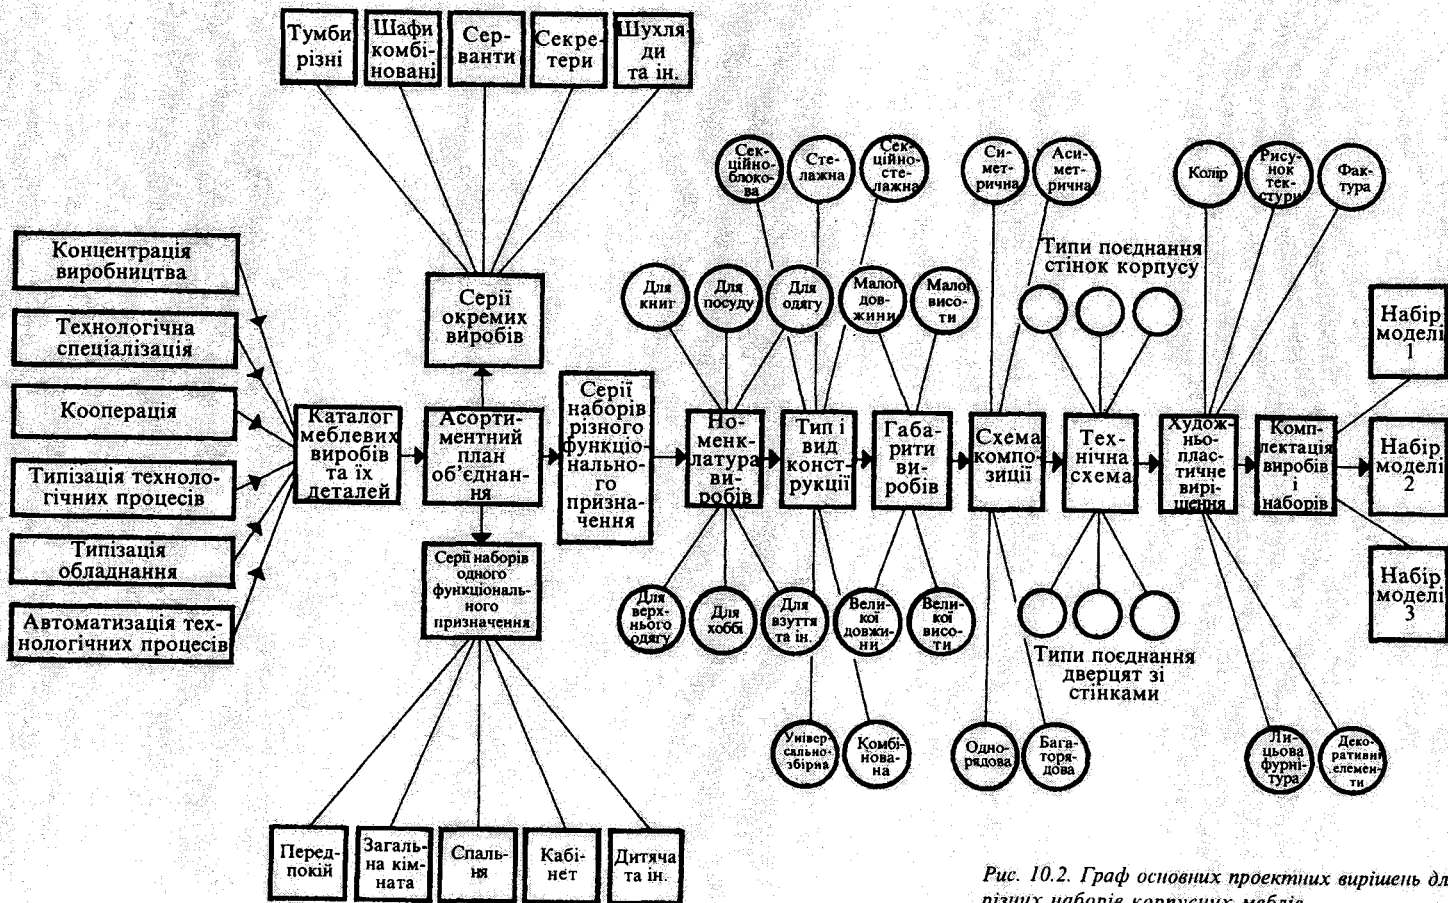 Тумби
різні
Шафи
комбі-
новані
Сер-
ванти
Секре-
тери
Шухля-
ди
та ін.
Концентрація
виробництва
Технологічна
спеціалізація
Кооперація
Типізація техноло-
гічних процесів
Типізація
обладнання
Автоматизація тех-
нологічних процесів
Каталог
меблевих
виробів
та їх
деталей
Серії
окремих
виробів
Асорти-
ментний
план
об’єднан-
ня
Серії наборів
одного
функціональ-
ного
призначення
Перед-
покій
Загаль-
на кім-
ната
Спаль-
ня
Кабі-
нет
Дитяча
та ін.
Серії
наборів
різного
функціо-
нально-
го
призна-
чення
Для
книг
Для
посуду
Для
одягу
Но-
менк-
латура
ви-
робів
Для
верх-
нього
одягу
Для
хоббі
Для
взуття
та ін.
Сек-
ційно-
блоко-
ва
Сте-
лажна
Сек-
ційно-
сте-
лажна
Тип і
вид
конст-
рукції
Універ-
сально-
збірна
Комбі-
нова-
на
Малої
дов-
жини
Малої
висо-
ти
Габа-
рити
ви-
робів
Вели-
кої
довжи-
ни
Вели-
кої
висо-
ти
Си-
мет-
рична
Аси-
мет-
рична
Схема
компо-
зиції
Одно-
рядова
Бага-
торя-
дова
Типи поєднання
стінок корпусу
Тех-
нічна
схема
Типи поєднання
дверцят зі
стінками
Колір
Рису-
нок
тек-
стури
Фак-
тура
Худож-
ньо-
плас-
тичне
вирі-
шення
Ли-
цьова
фурні-
тура
Деко-
ративні
елемен-
ти
Комп-
лектація
виробів
і
наборів
Набір
моделі
1
Набір
моделі
2
Набір
моделі
3
Рис. 10.2. Граф основних проектних вирішень дл
різних наборів корпусних меблів